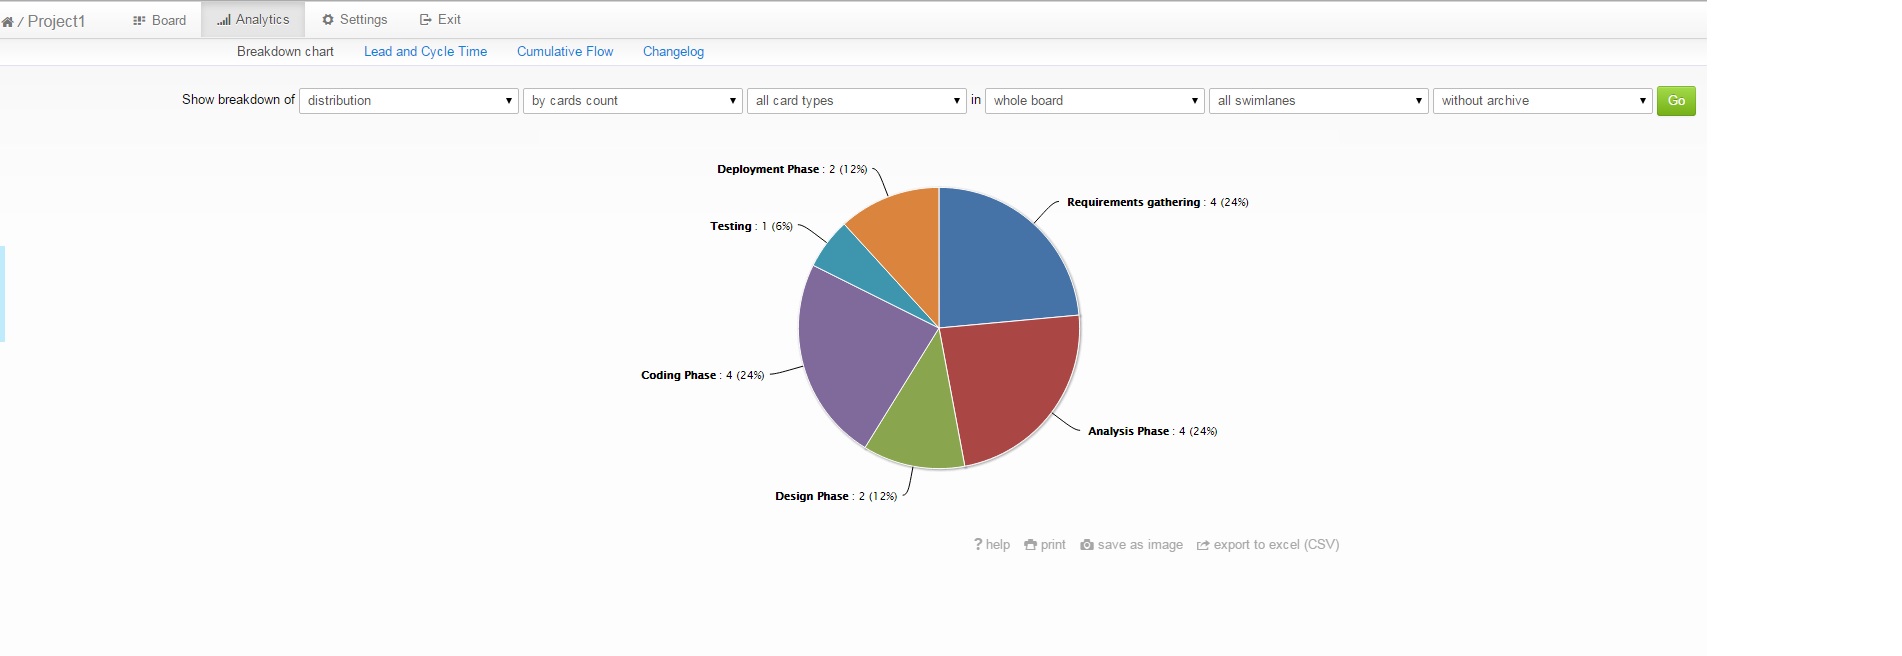 / Project1 Board Analytics Settings Exit
Breakdown chart Lead and Cycle Time Cumulative Flow Changelog
Show breakdown of distribution by cards count all card types in whole board all swimlanes without archive Go
Deployment Phase : 2 (12%)
Requirements gathering : 4 (24%)
Testing : 1 (6%)
Coding Phase : 4 (24%)
Analysis Phase : 4 (24%)
Design Phase : 2 (12%)
? help print save as image export to excel (CSV)